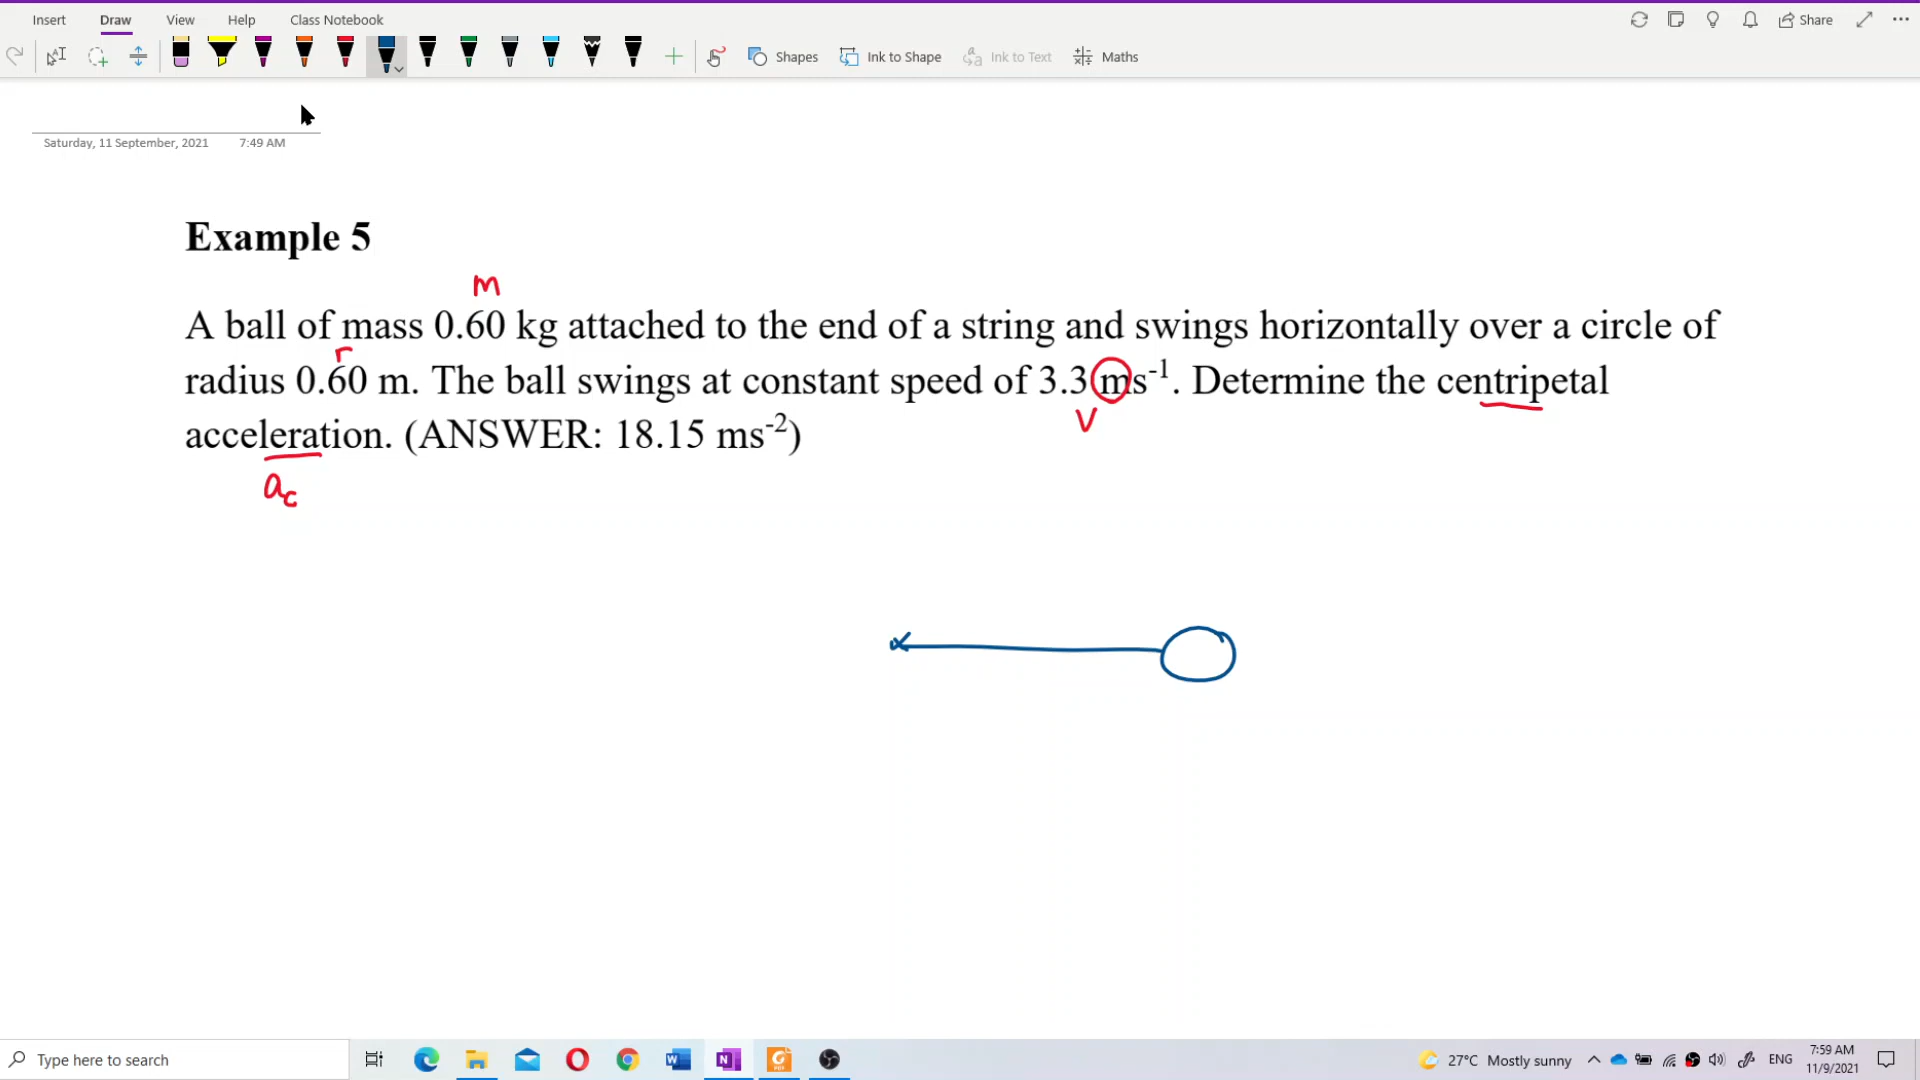 Insert Draw View Help Class Notebook Share
Shapes Ink to Shape Ink to Text Maths
Saturday, 11 September, 2021 7:49 AM
Example 5
m
A ball of mass 0.60 kg attached to the end of a string and swings horizontally over a circle of
r
radius 0.60 m. The ball swings at constant speed of 3.3 ms⁻¹. Determine the centripetal
v
acceleration. (ANSWER: 18.15 ms⁻²)
a_c
Type here to search 27°C Mostly sunny ENG 7:59 AM
11/9/2021